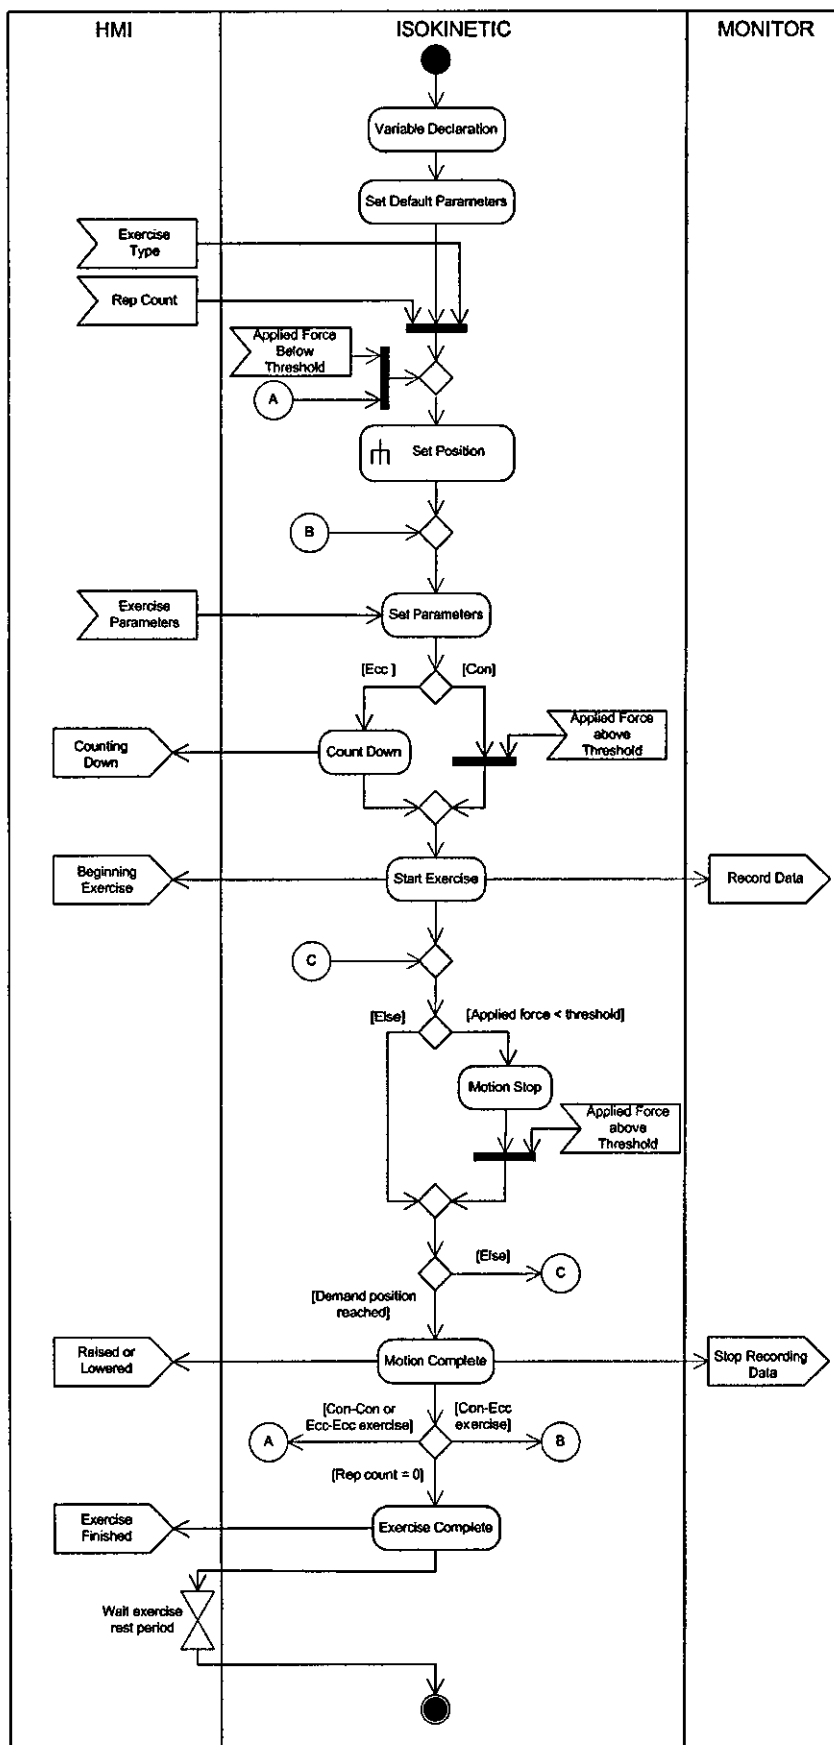 HMI
ISOKINETIC
MONITOR
Variable Declaration
Set Default Parameters
Exercise
Type
Rep Count
Applied Force
Below
Threshold
A
Set Position
B
Exercise
Parameters
Set Parameters
[Ecc ]
[Con]
Applied Force
above
Threshold
Counting
Down
Count Down
Beginning
Exercise
Start Exercise
Record Data
C
[Else]
[Applied force < threshold]
Motion Stop
Applied Force
above
Threshold
[Else]
C
[Demand position
reached]
Raised or
Lowered
Motion Complete
Stop Recording
Data
[Con-Con or
Ecc-Ecc exercise]
[Con-Ecc
exercise]
A
B
[Rep count = 0]
Exercise
Finished
Exercise Complete
Wait exercise
rest period